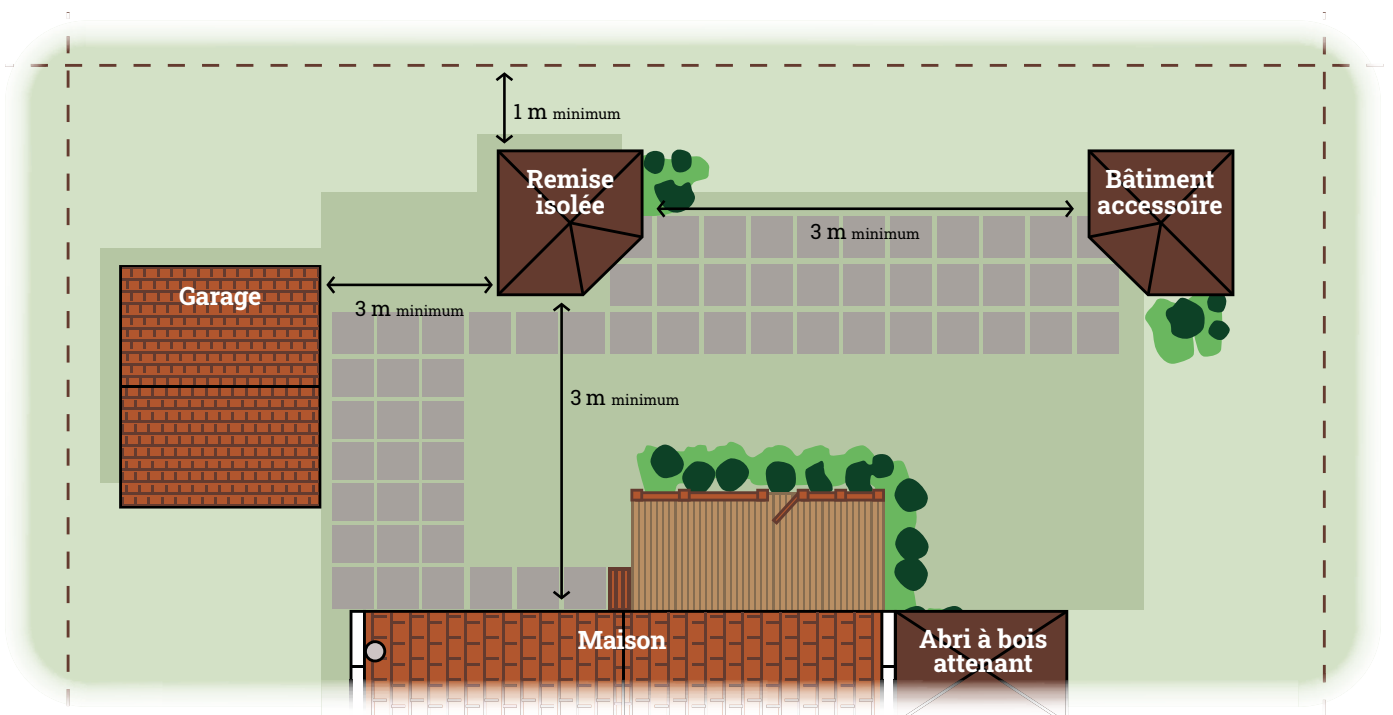 1 m minimum
Remise
isolée
Bâtiment
accessoire
3 m minimum
Garage
3 m minimum
3 m minimum
Maison
Abri à bois
attenant